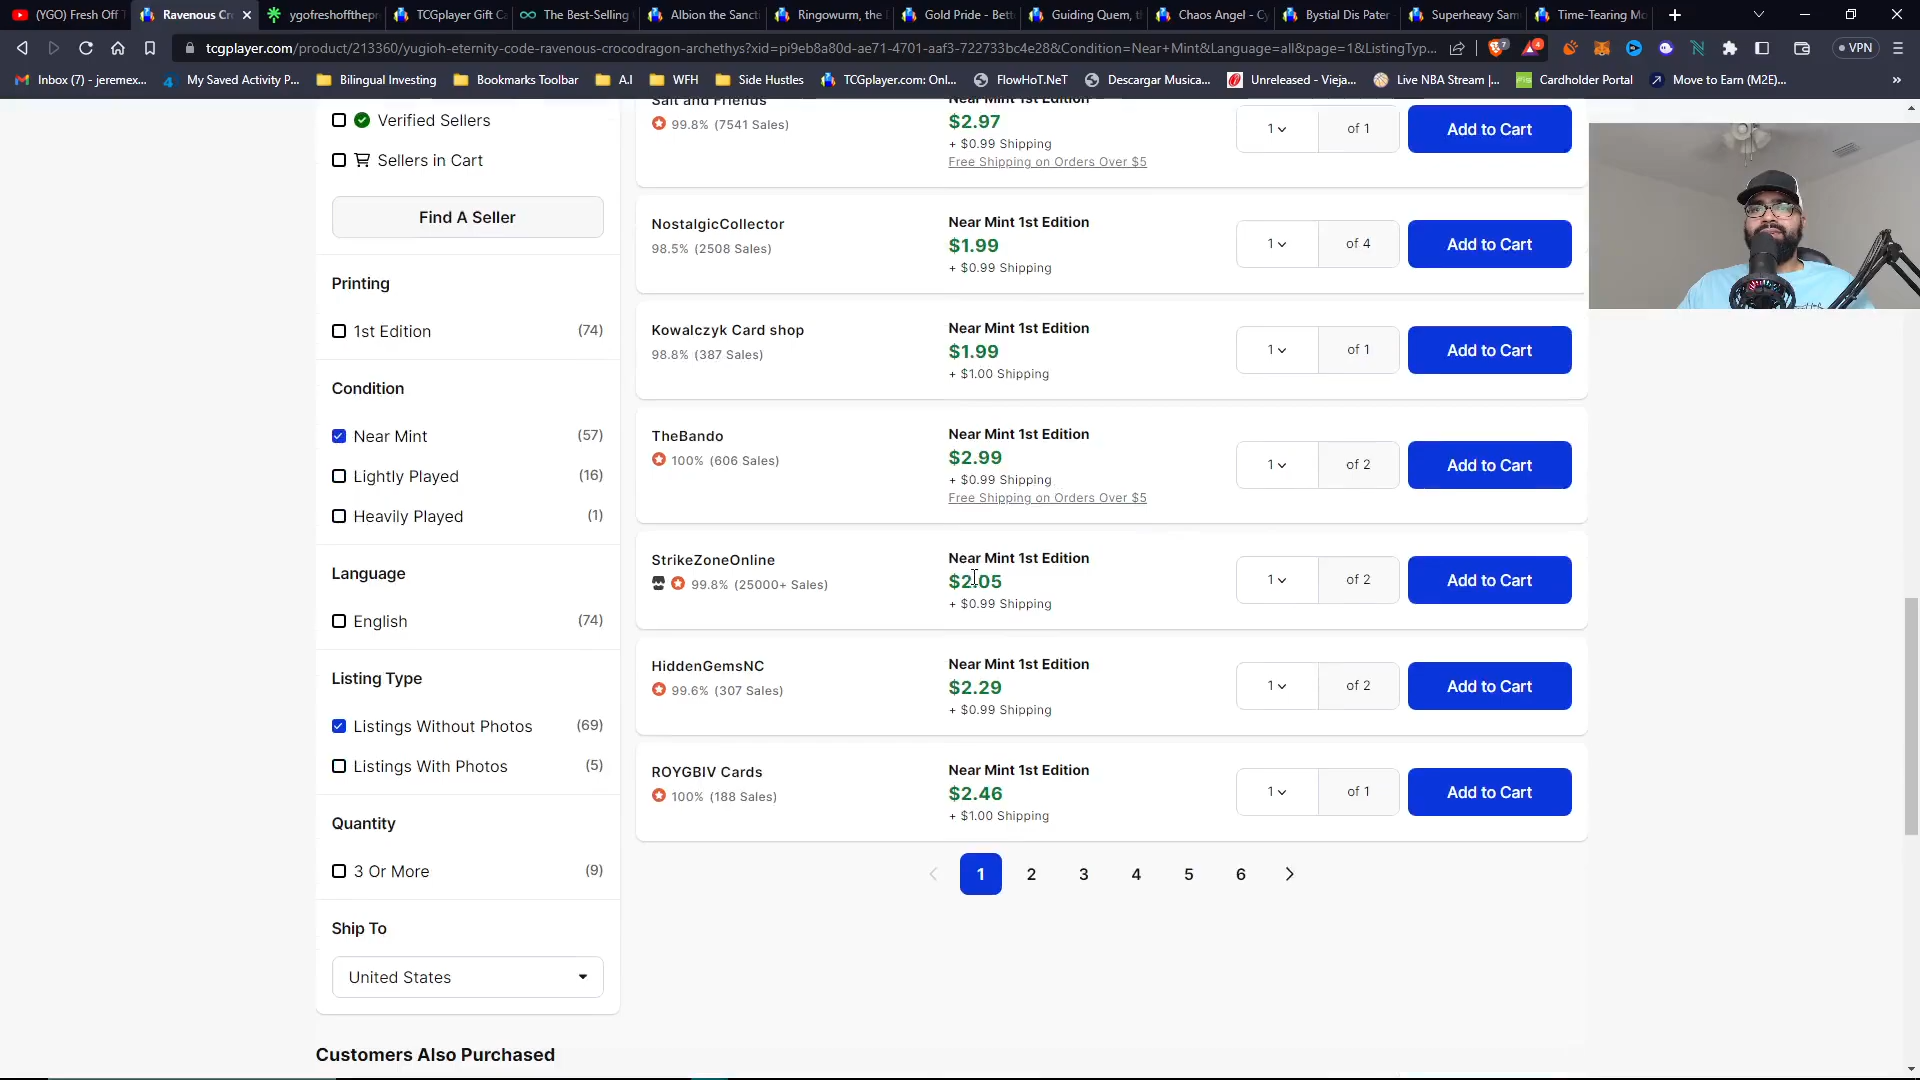 (YGO) Fresh Off T
Ravenous Cr
ygofreshoffthepr
TCGplayer Gift Ca
The Best-Selling
Albion the Sancti
Ringowurm, the
Gold Pride - Bett
Guiding Quem, th
Chaos Angel - Cy
Bystial Dis Pater
Superheavy Sam
Time-Tearing Mo
tcgplayer.com/product/213360/yugioh-eternity-code-ravenous-crocodragon-archethys?xid=pi9eb8a80d-ae71-4701-aaf3-722733bc4e28&Condition=Near+Mint&Language=all&page=1&ListingTyp...
VPN
Inbox (7) - jeremex...
My Saved Activity P...
Bilingual Investing
Bookmarks Toolbar
A.I
WFH
Side Hustles
TCGplayer.com: Onl...
FlowHoT.NeT
Descargar Musica...
Unreleased - Vieja...
Live NBA Stream |...
Cardholder Portal
Move to Earn (M2E)...
»
Verified Sellers
Sellers in Cart
Find A Seller
Printing
1st Edition (74)
Condition
Near Mint (57)
Lightly Played (16)
Heavily Played (1)
Language
English (74)
Listing Type
Listings Without Photos (69)
Listings With Photos (5)
Quantity
3 Or More (9)
Ship To
United States
Salt and Friends
99.8% (7541 Sales)
Near Mint 1st Edition
$2.97
+ $0.99 Shipping
Free Shipping on Orders Over $5
1 of 1
Add to Cart
NostalgicCollector
98.5% (2508 Sales)
Near Mint 1st Edition
$1.99
+ $0.99 Shipping
1 of 4
Add to Cart
Kowalczyk Card shop
98.8% (387 Sales)
Near Mint 1st Edition
$1.99
+ $1.00 Shipping
1 of 1
Add to Cart
TheBando
100% (606 Sales)
Near Mint 1st Edition
$2.99
+ $0.99 Shipping
Free Shipping on Orders Over $5
1 of 2
Add to Cart
StrikeZoneOnline
99.8% (25000+ Sales)
Near Mint 1st Edition
$2.05
+ $0.99 Shipping
1 of 2
Add to Cart
HiddenGemsNC
99.6% (307 Sales)
Near Mint 1st Edition
$2.29
+ $0.99 Shipping
1 of 2
Add to Cart
ROYGBIV Cards
100% (188 Sales)
Near Mint 1st Edition
$2.46
+ $1.00 Shipping
1 of 1
Add to Cart
1 2 3 4 5 6
Customers Also Purchased